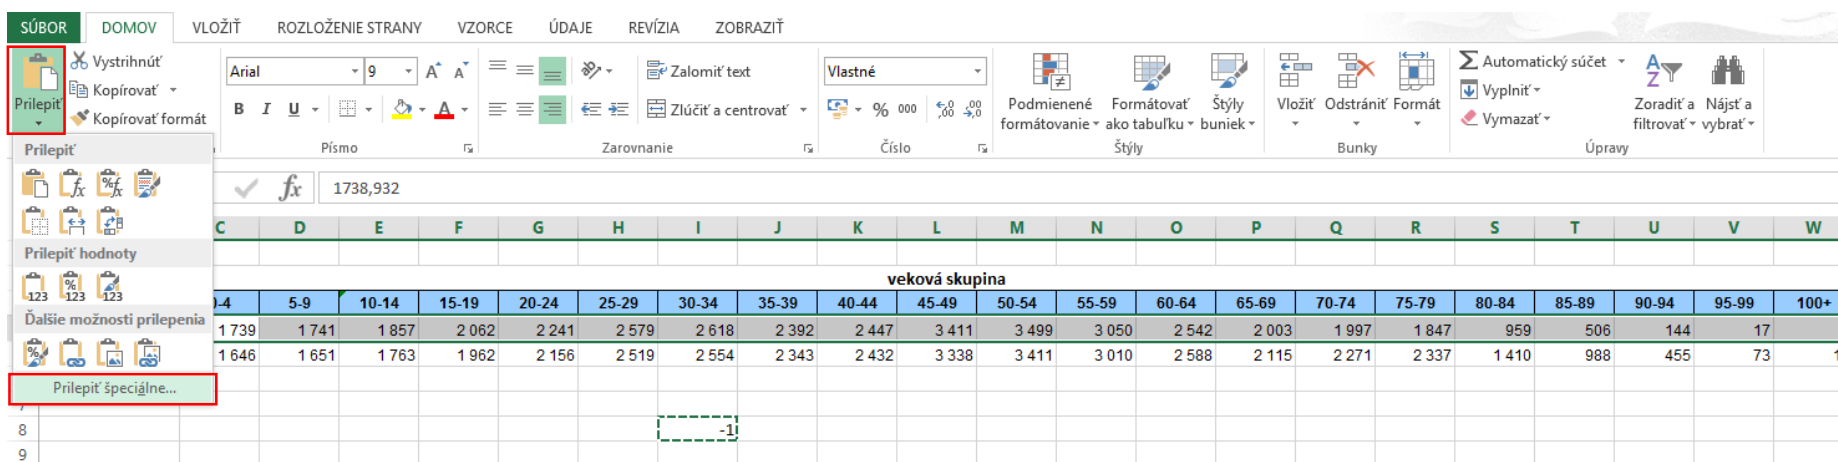 SÚBOR DOMOV VLOŽIŤ ROZLOŽENIE STRANY VZORCE ÚDAJE REVÍZIA ZOBRAZIŤ
Prilepiť
Vystrihnúť
Kopírovať
Kopírovať formát
Arial 9 A A
B I U A
Písmo
Zalomiť text
Zlúčiť a centrovať
Zarovnanie
Vlastné
% 000 ,00 ,00
Číslo
Podmienené formátovanie
Formátovať ako tabuľku
Štýly buniek
Štýly
Vložiť Odstrániť Formát
Bunky
Automatický súčet
Vyplniť
Vymazať
Zoradiť a filtrovať
Nájsť a vybrať
Úpravy
Prilepiť
Prilepiť hodnoty
123 123 123
Ďalšie možnosti prilepenia
Prilepiť špeciálne...
fx 1738,932
C D E F G H I J K L M N O P Q R S T U V W
veková skupina
-4 5-9 10-14 15-19 20-24 25-29 30-34 35-39 40-44 45-49 50-54 55-59 60-64 65-69 70-74 75-79 80-84 85-89 90-94 95-99 100+
1 739 1 741 1 857 2 062 2 241 2 579 2 618 2 392 2 447 3 411 3 499 3 050 2 542 2 003 1 997 1 847 959 506 144 17
1 646 1 651 1 763 1 962 2 156 2 519 2 554 2 343 2 432 3 338 3 411 3 010 2 588 2 115 2 271 2 337 1 410 988 455 73 1
8 -1
9